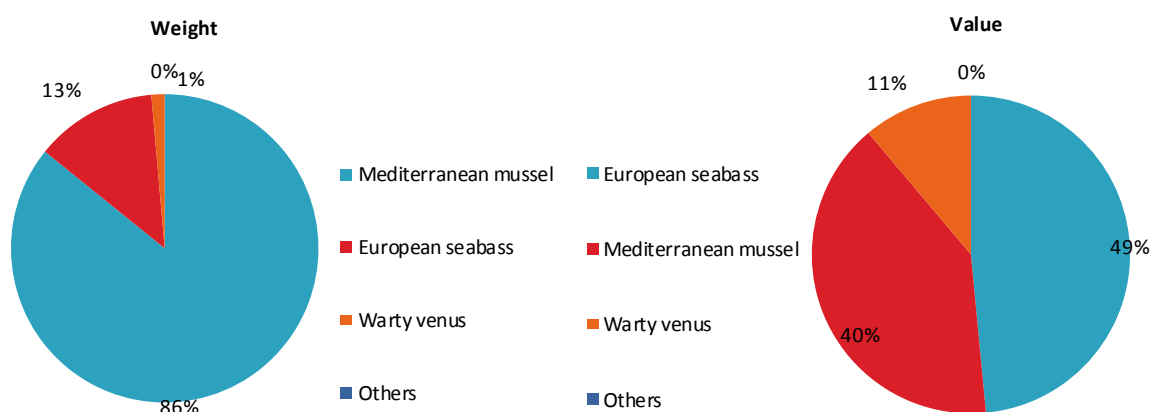 Weight
0%
1%
13%
86%
Mediterranean mussel
European seabass
Warty venus
Others
Value
0%
11%
49%
40%
European seabass
Mediterranean mussel
Warty venus
Others